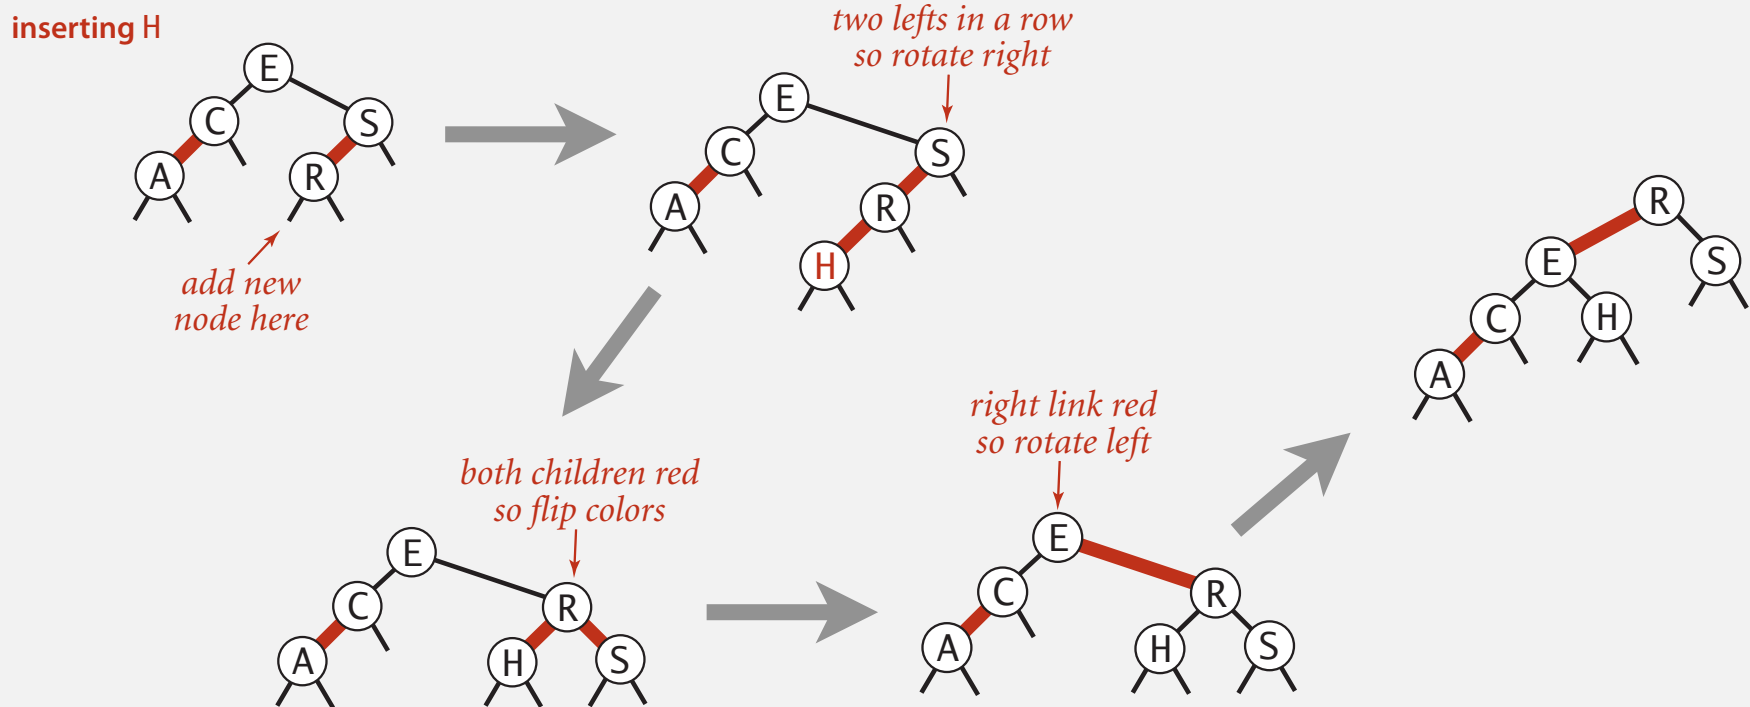 inserting H
E
C
S
A
R
add new
node here
two lefts in a row
so rotate right
E
C
S
A
R
H
both children red
so flip colors
E
C
R
A
H
S
right link red
so rotate left
E
C
R
A
H
S
R
E
S
C
H
A